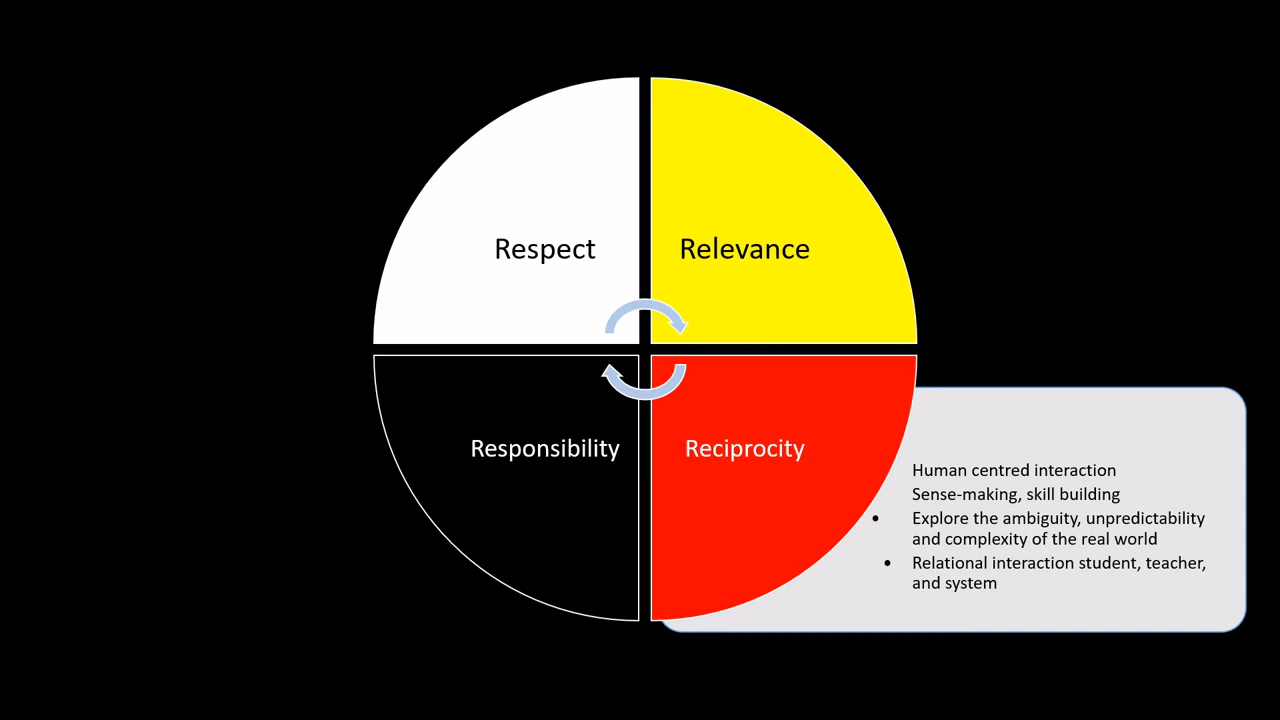 Respect
Relevance
Responsibility
Reciprocity
Human centred interaction
Sense-making, skill building
• Explore the ambiguity, unpredictability
and complexity of the real world
• Relational interaction student, teacher,
and system